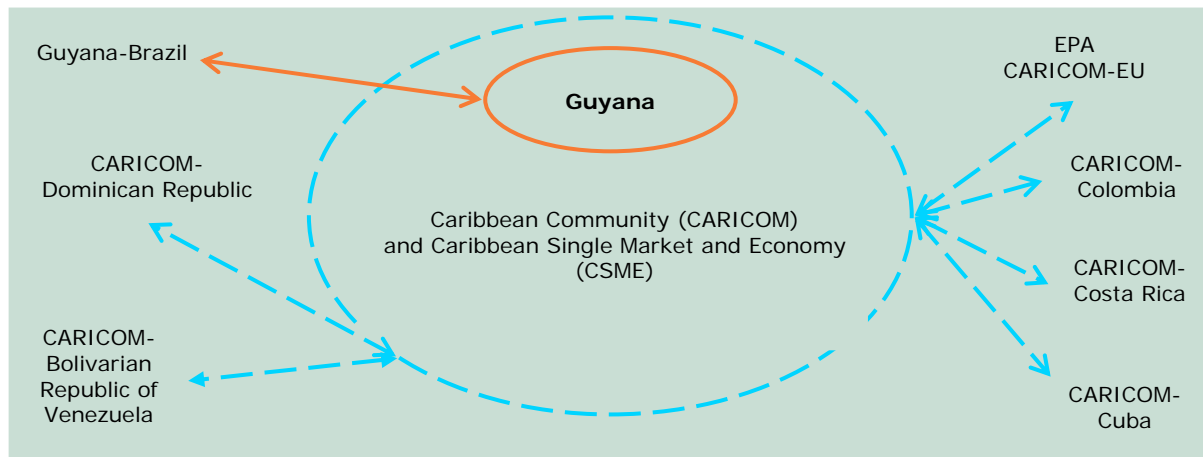 Guyana-Brazil
CARICOM-
Dominican Republic
CARICOM-
Bolivarian
Republic of
Venezuela
Guyana
Caribbean Community (CARICOM)
and Caribbean Single Market and Economy
(CSME)
EPA
CARICOM-EU
CARICOM-
Colombia
CARICOM-
Costa Rica
CARICOM-
Cuba